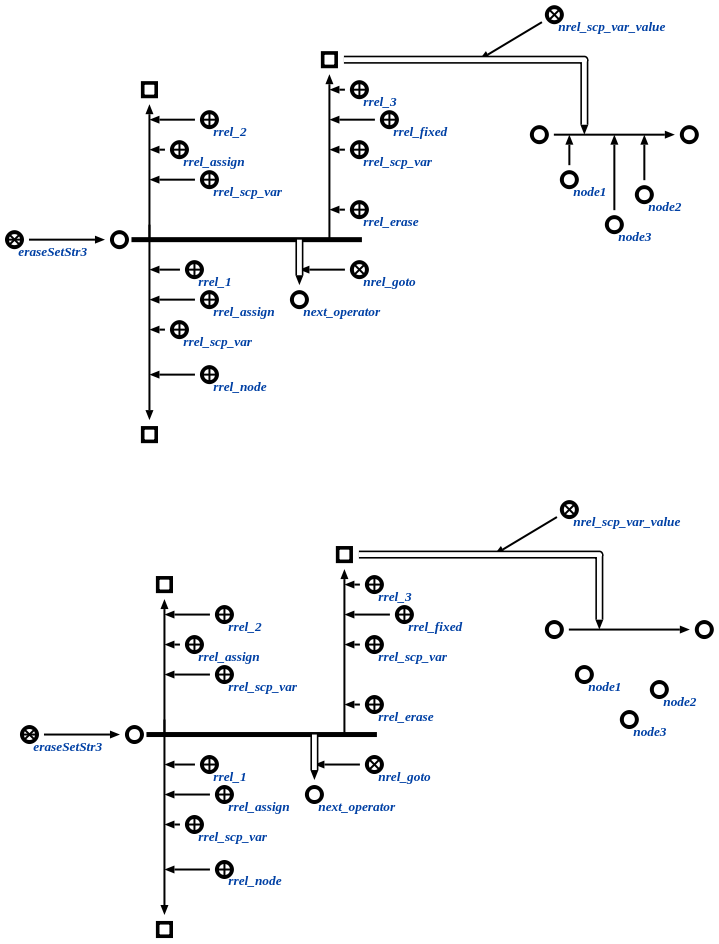 nrel_scp_var_value
rrel_3
rrel_2
rrel_fixed
rrel_assign
rrel_scp_var
rrel_scp_var
node1
node2
rrel_erase
node3
eraseSetStr3
rrel_1
nrel_goto
rrel_assign
next_operator
rrel_scp_var
rrel_node
nrel_scp_var_value
rrel_3
rrel_2
rrel_fixed
rrel_assign
rrel_scp_var
rrel_scp_var
node1
node2
rrel_erase
node3
eraseSetStr3
rrel_1
nrel_goto
rrel_assign
next_operator
rrel_scp_var
rrel_node